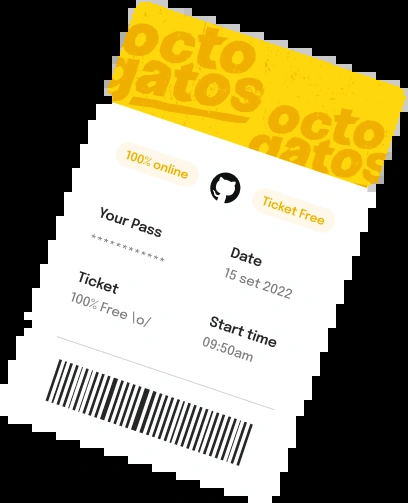 octo
gatos
octo
gatos
100% online
Ticket Free
Your Pass
************
Date
15 set 2022
Ticket
100% Free \o/
Start time
09:50am